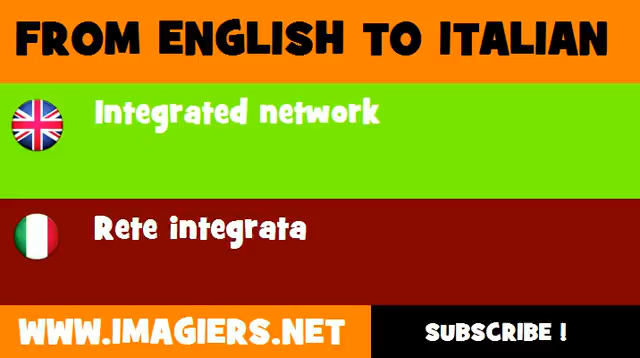 FROM ENGLISH TO ITALIAN
Integrated network
Rete integrata
WWW.IMAGIERS.NET
SUBSCRIBE !